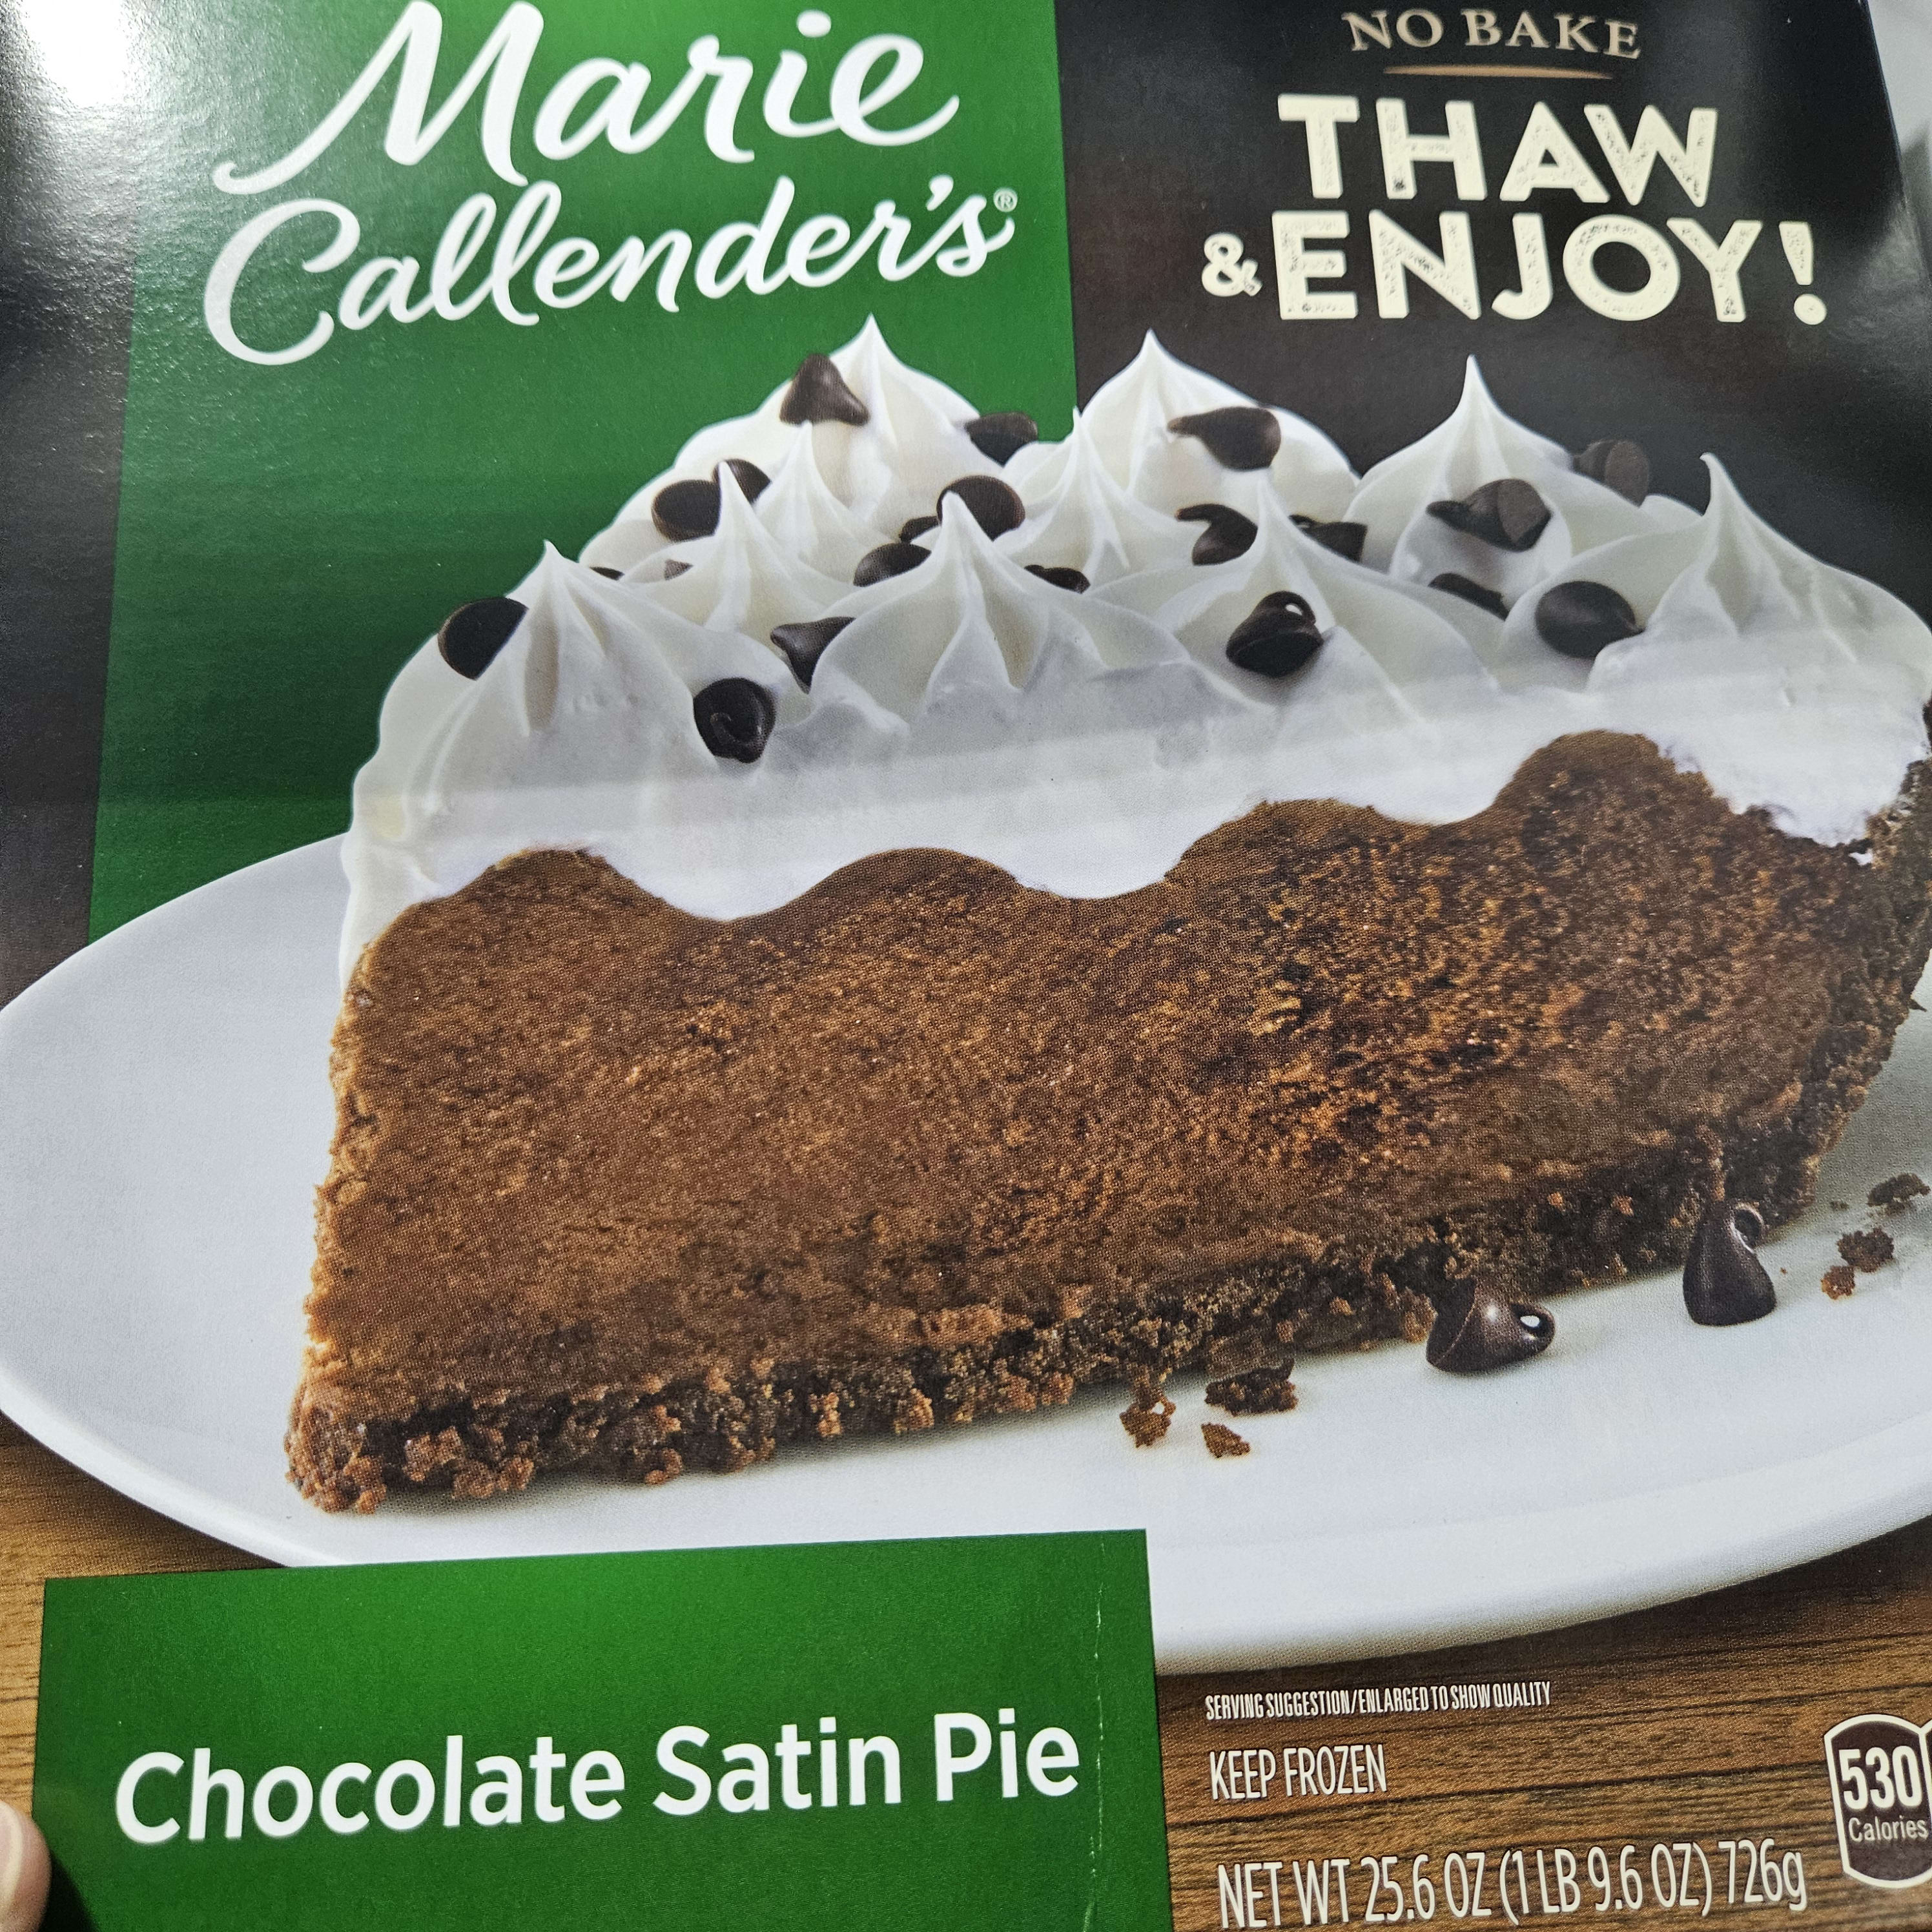 Marie
Callender's®
NO BAKE
THAW
& ENJOY!
Chocolate Satin Pie
SERVING SUGGESTION/ENLARGED TO SHOW QUALITY
KEEP FROZEN
NET WT 25.6 OZ (1 LB 9.6 OZ) 726g
530
Calories